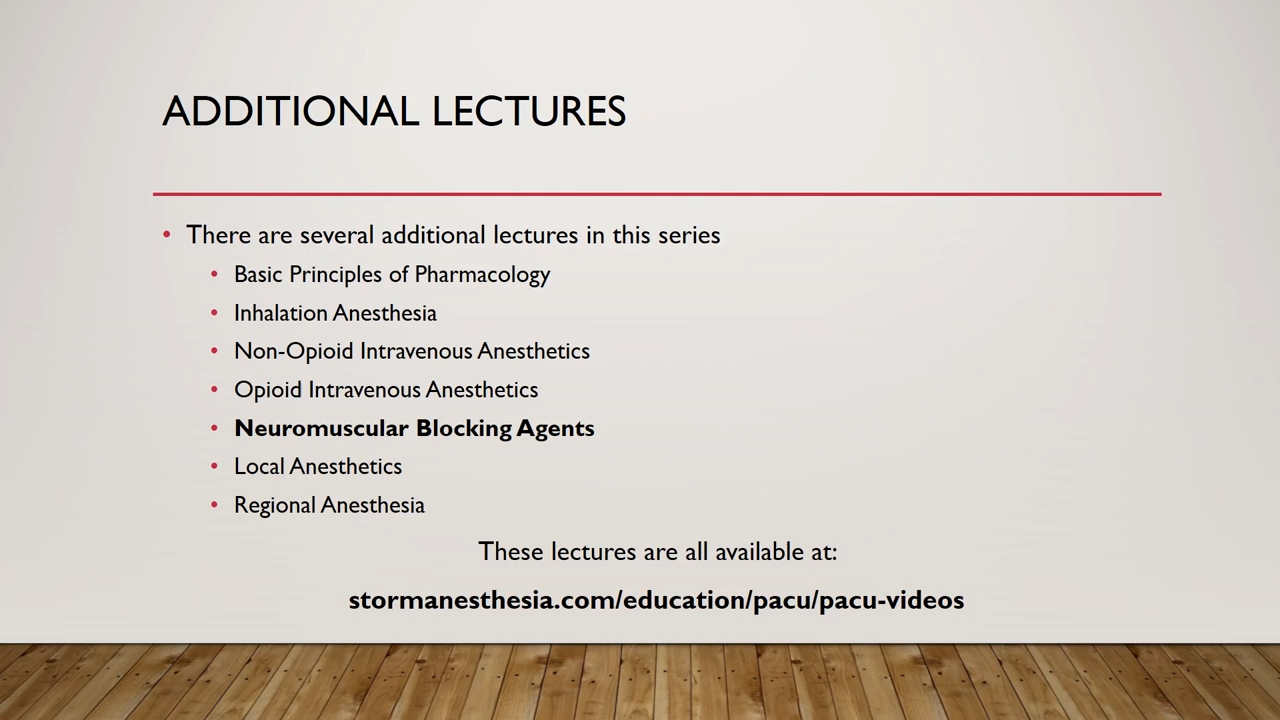 ADDITIONAL LECTURES
• There are several additional lectures in this series
• Basic Principles of Pharmacology
• Inhalation Anesthesia
• Non-Opioid Intravenous Anesthetics
• Opioid Intravenous Anesthetics
• Neuromuscular Blocking Agents
• Local Anesthetics
• Regional Anesthesia
These lectures are all available at:
stormanesthesia.com/education/pacu/pacu-videos